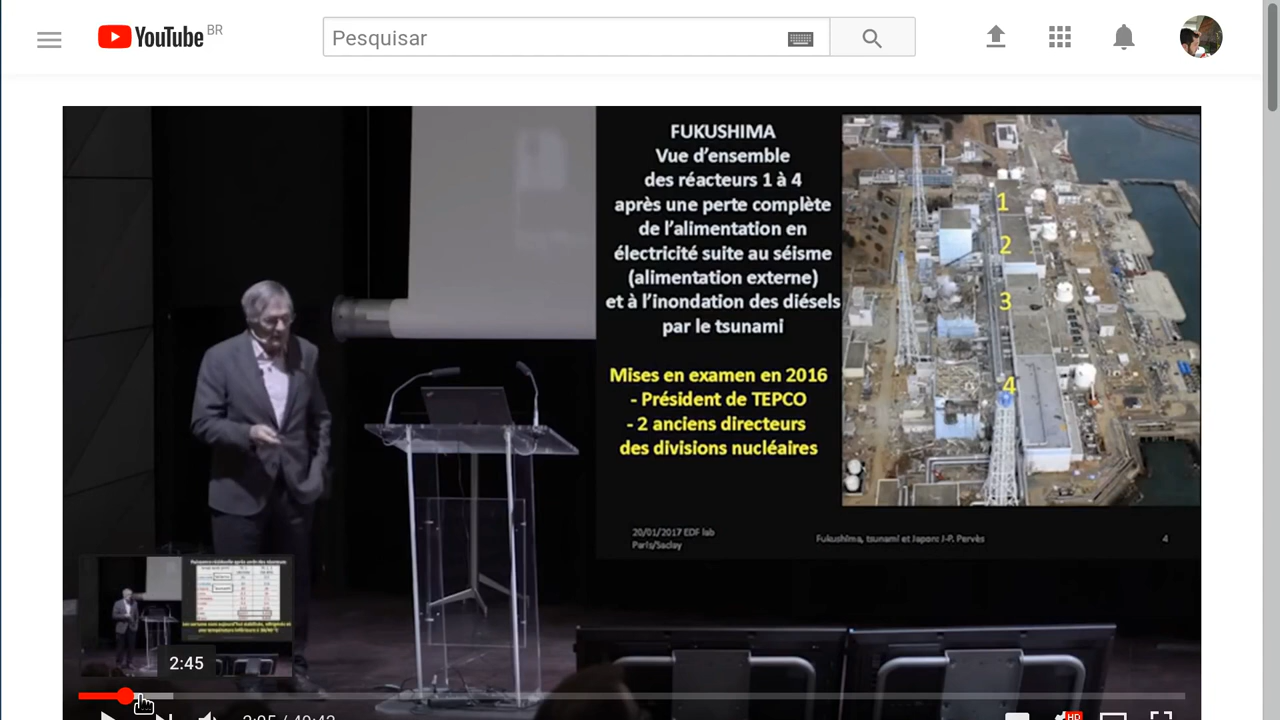 YouTube BR
Pesquisar
FUKUSHIMA
Vue d'ensemble
des réacteurs 1 à 4
après une perte complète
de l'alimentation en
électricité suite au séisme
(alimentation externe)
et à l'inondation des diésels
par le tsunami
Mises en examen en 2016
- Président de TEPCO
- 2 anciens directeurs
des divisions nucléaires
1
2
3
4
20/01/2017 EDF lab
Paris/Saclay
Fukushima, tsunami et Japon: J-P. Pervès
4
2:45
HD